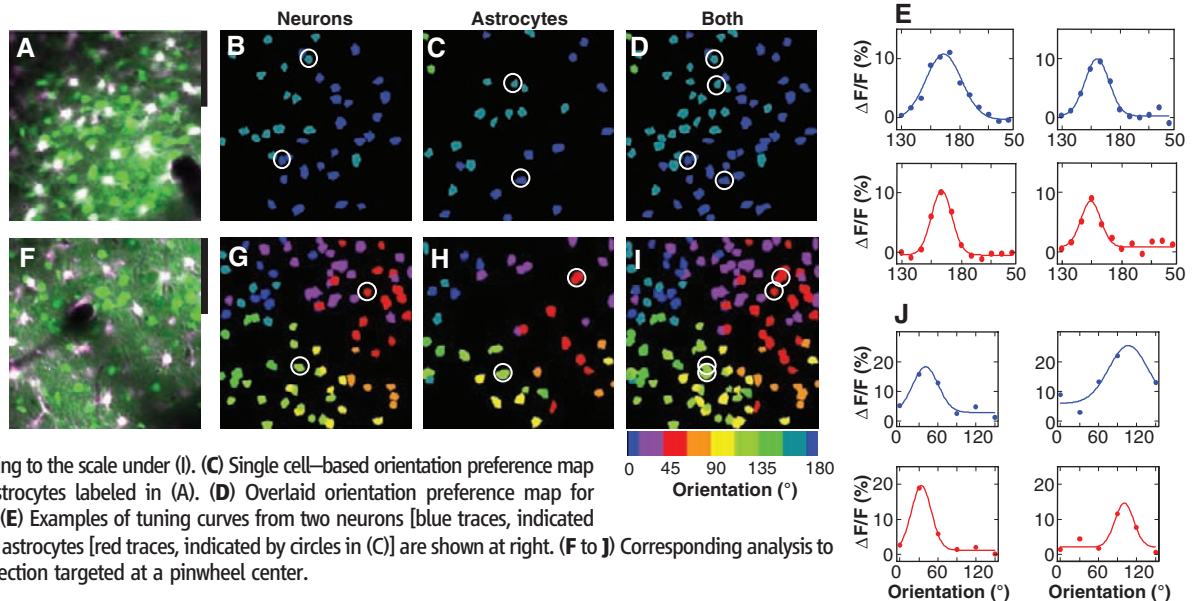 Neurons Astrocytes Both
A B C D
E
ΔF/F (%)
10
0
130 180 50
130 180 50
ΔF/F (%)
10
0
10
0
130 180 50
130 180 50
F G H I
0 45 90 135 180
Orientation (°)
J
ΔF/F (%)
20
10
0
0 60 120
20
10
0
0 60 120
ΔF/F (%)
20
10
0
0 60 120
Orientation (°)
20
10
0
0 60 120
Orientation (°)
ing to the scale under (I). (C) Single cell–based orientation preference map
strocytes labeled in (A). (D) Overlaid orientation preference map for
(E) Examples of tuning curves from two neurons [blue traces, indicated
astrocytes [red traces, indicated by circles in (C)] are shown at right. (F to J) Corresponding analysis to
ection targeted at a pinwheel center.